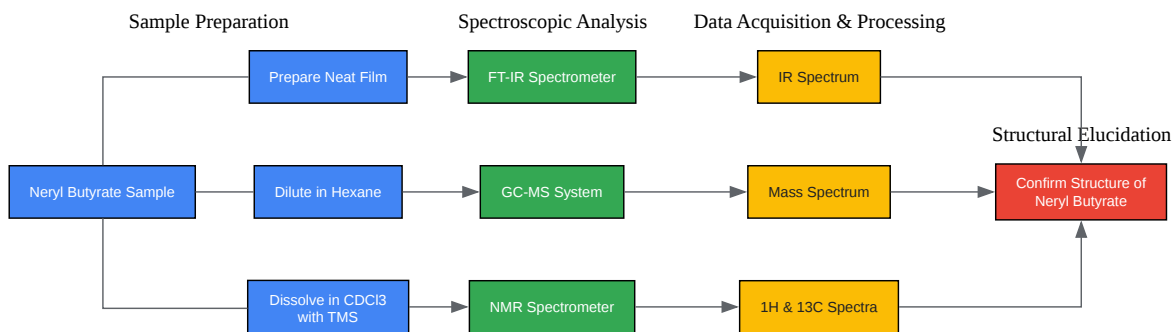 Sample Preparation
Spectroscopic Analysis
Data Acquisition & Processing
Prepare Neat Film
FT-IR Spectrometer
IR Spectrum
Structural Elucidation
Neryl Butyrate Sample
Dilute in Hexane
GC-MS System
Mass Spectrum
Confirm Structure of
Neryl Butyrate
Dissolve in CDCl3
with TMS
NMR Spectrometer
1H & 13C Spectra